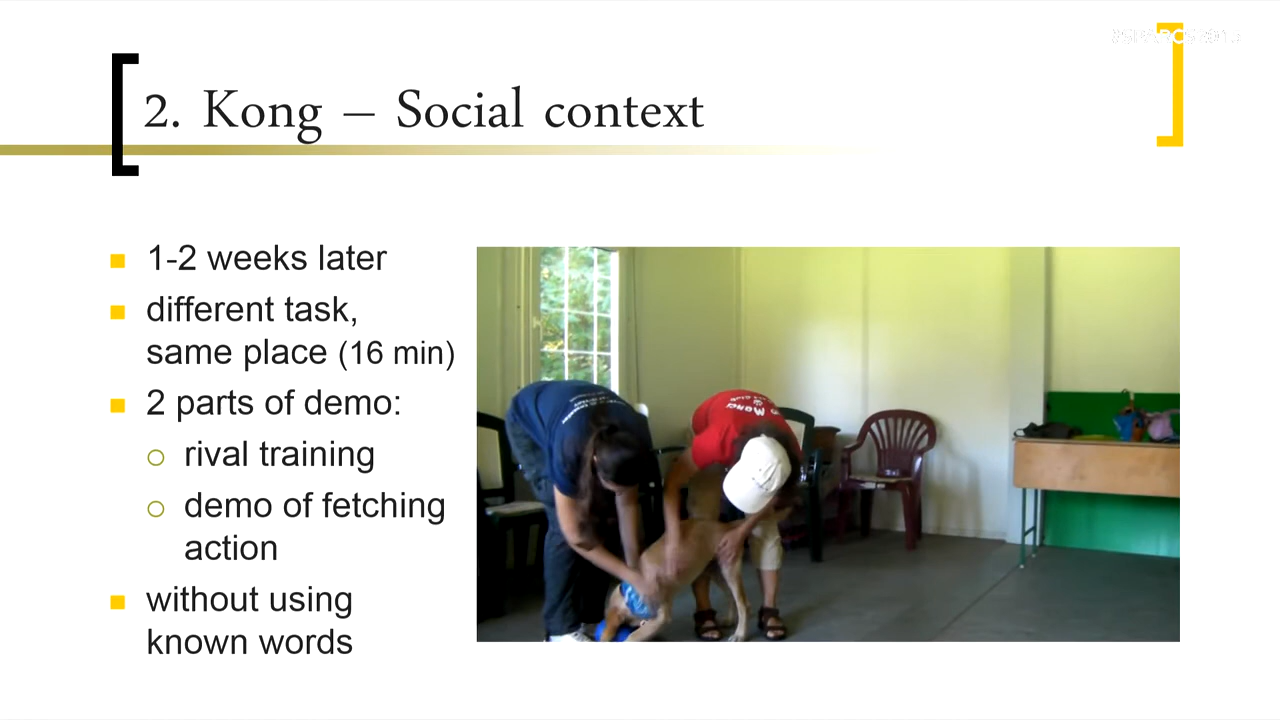 2. Kong – Social context
1-2 weeks later
different task,
same place (16 min)
2 parts of demo:
rival training
demo of fetching
action
without using
known words